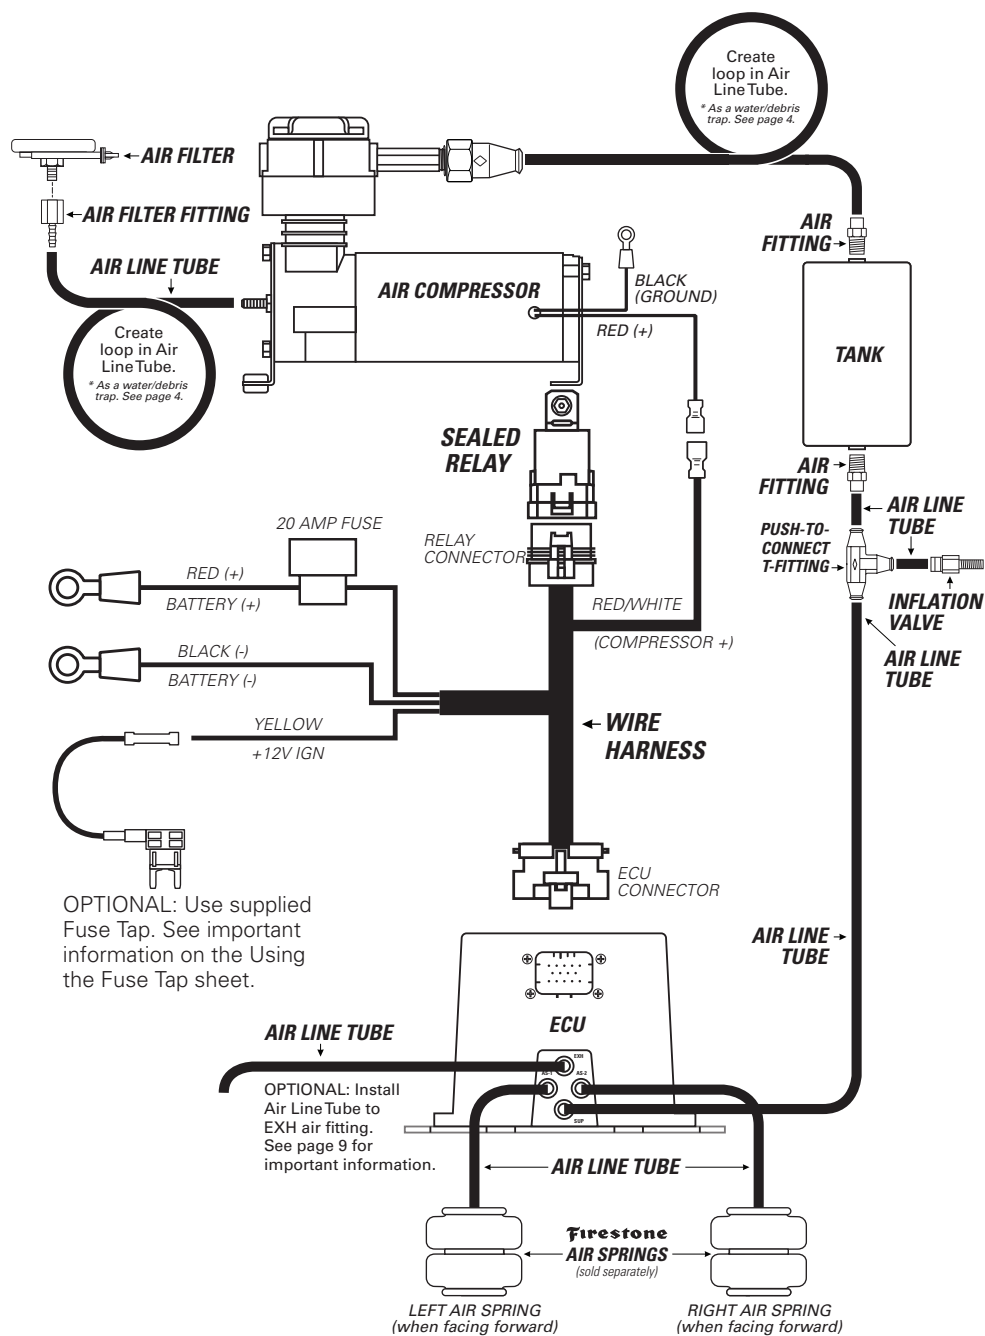 Create
loop in Air
Line Tube.
* As a water/debris
trap. See page 4.
AIR FILTER
AIR FILTER FITTING
AIR LINE TUBE
Create
loop in Air
Line Tube.
* As a water/debris
trap. See page 4.
AIR COMPRESSOR
BLACK
(GROUND)
RED (+)
AIR
FITTING
TANK
AIR
FITTING
AIR LINE
TUBE
PUSH-TO-
CONNECT
T-FITTING
INFLATION
VALVE
AIR LINE
TUBE
SEALED
RELAY
RELAY
CONNECTOR
20 AMP FUSE
RED (+)
BATTERY (+)
RED/WHITE
(COMPRESSOR +)
BLACK (-)
BATTERY (-)
YELLOW
+12V IGN
WIRE
HARNESS
ECU
CONNECTOR
OPTIONAL: Use supplied
Fuse Tap. See important
information on the Using
the Fuse Tap sheet.
AIR LINE
TUBE
ECU
AIR LINE TUBE
EXH
AS-1
AS-2
SUP
OPTIONAL: Install
Air Line Tube to
EXH air fitting.
See page 9 for
important information.
AIR LINE TUBE
Firestone
AIR SPRINGS
(sold separately)
LEFT AIR SPRING
(when facing forward)
RIGHT AIR SPRING
(when facing forward)